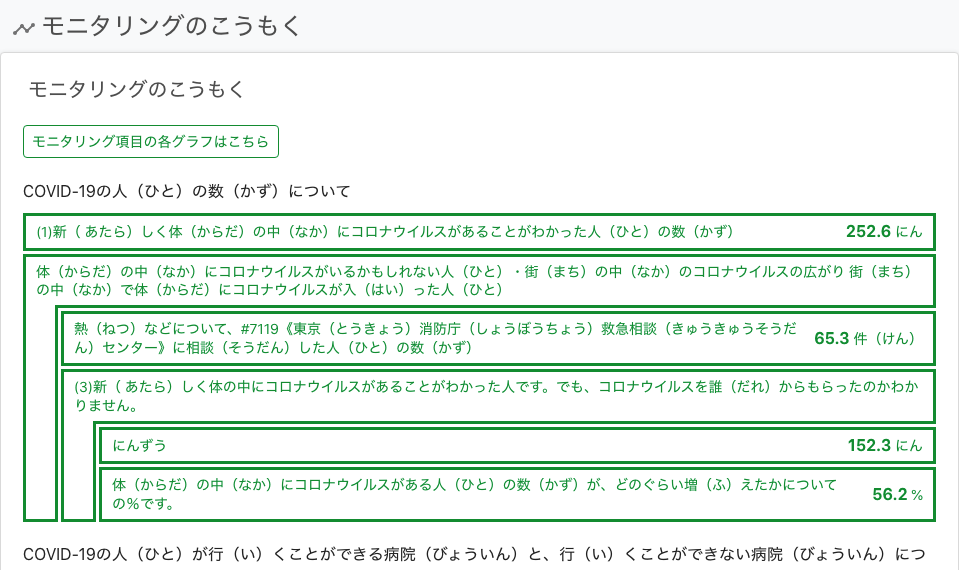 モニタリングのこうもく
モニタリングのこうもく
モニタリング項目の各グラフはこちら
COVID-19の人（ひと）の数（かず）について
(1)新（ あたら）しく体（からだ）の中（なか）にコロナウイルスがあることがわかった人（ひと）の数（かず） 252.6 にん
体（からだ）の中（なか）にコロナウイルスがいるかもしれない人（ひと）・街（まち）の中（なか）のコロナウイルスの広がり 街（まち）
の中（なか）で体（からだ）にコロナウイルスが入（はい）った人（ひと）
熱（ねつ）などについて、#7119《東京（とうきょう）消防庁（しょうぼうちょう）救急相談（きゅうきゅうそうだ
ん）センター》に相談（そうだん）した人（ひと）の数（かず） 65.3 件（けん）
(3)新（ あたら）しく体の中にコロナウイルスがあることがわかった人です。でも、コロナウイルスを誰（だれ）からもらったのかわか
りません。
にんずう 152.3 にん
体（からだ）の中（なか）にコロナウイルスがある人（ひと）の数（かず）が、どのぐらい増（ふ）えたかについて
の%です。 56.2 %
COVID-19の人（ひと）が行（い）くことができる病院（びょういん）と、行（い）くことができない病院（びょういん）につ